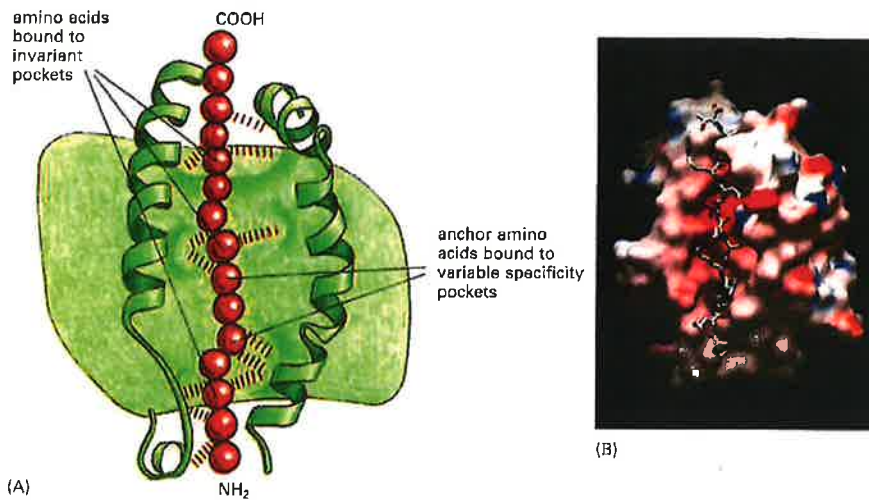 amino acids
bound to
invariant
pockets
COOH
anchor amino
acids bound to
variable specificity
pockets
(A)
NH₂
(B)